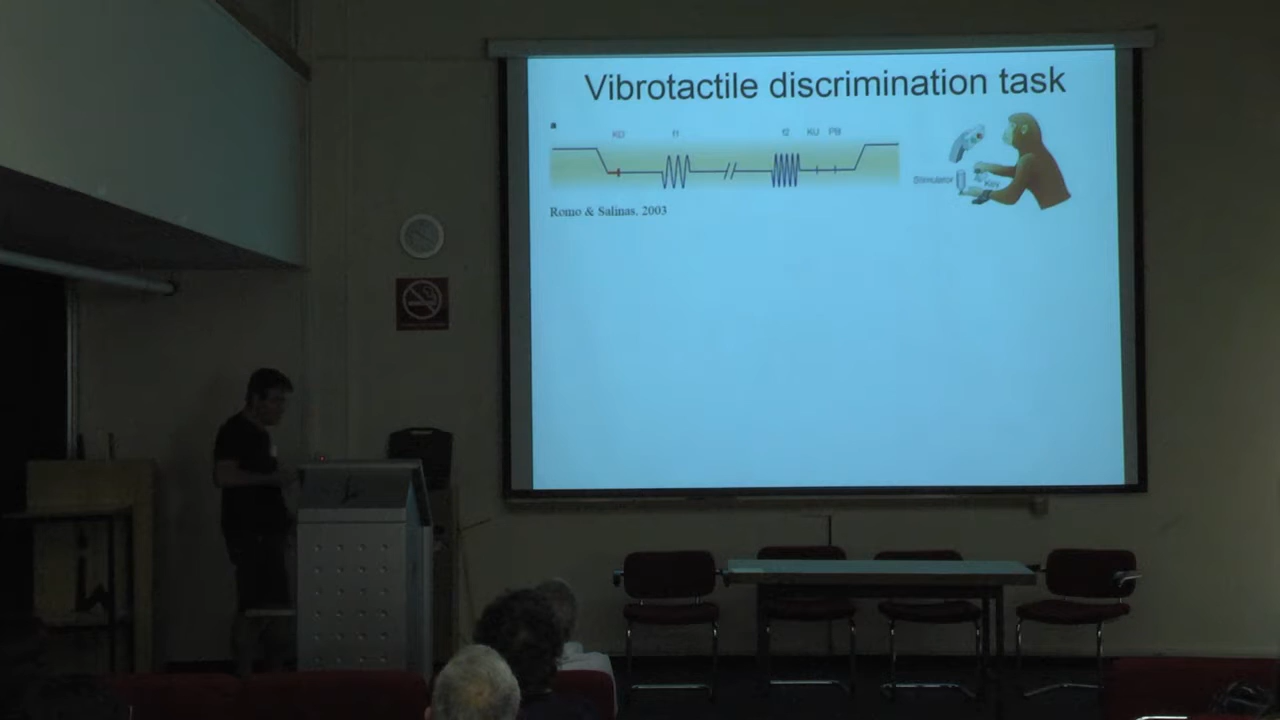 Vibrotactile discrimination task
a
KD f1 f2 KU PB
Stimulator
Key
Romo & Salinas, 2003